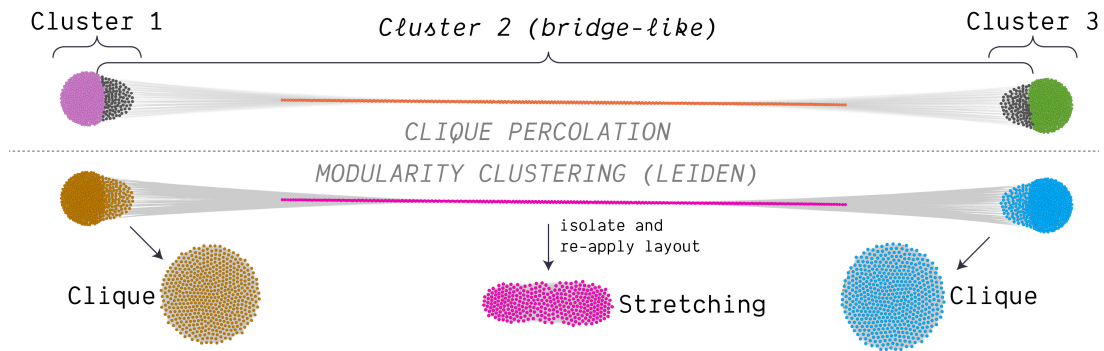 Cluster 1
Cluster 2 (bridge-like)
Cluster 3
CLIQUE PERCOLATION
MODULARITY CLUSTERING (LEIDEN)
isolate and
re-apply layout
Clique
Stretching
Clique